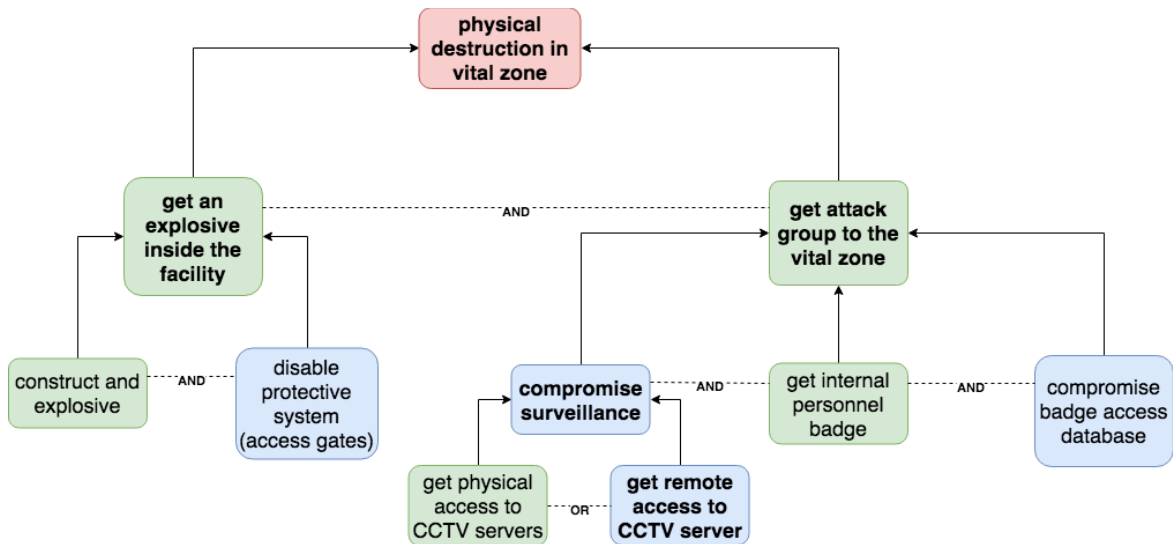 physical
destruction in
vital zone
get an
explosive
inside the
facility
AND
get attack
group to the
vital zone
construct and
explosive
AND
disable
protective
system
(access gates)
compromise
surveillance
AND
get internal
personnel
badge
AND
compromise
badge access
database
get physical
access to
CCTV servers
OR
get remote
access to
CCTV server